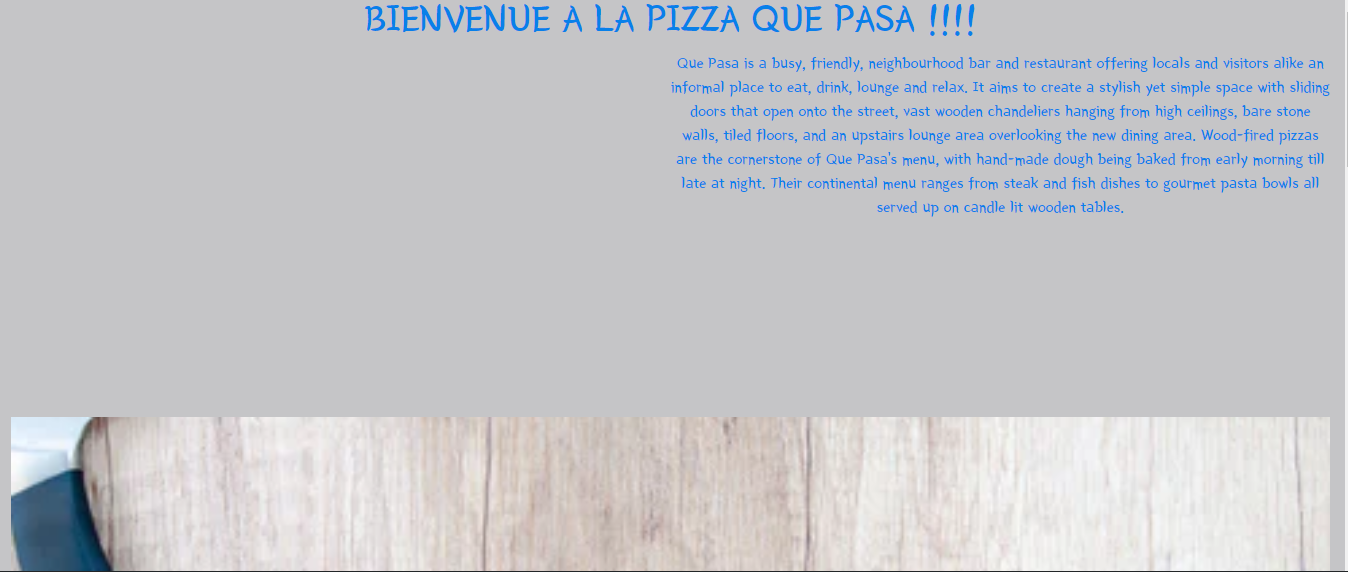 BIENVENUE A LA PIZZA QUE PASA !!!!
Que Pasa is a busy, friendly, neighbourhood bar and restaurant offering locals and visitors alike an
informal place to eat, drink, lounge and relax. It aims to create a stylish yet simple space with sliding
doors that open onto the street, vast wooden chandeliers hanging from high ceilings, bare stone
walls, tiled floors, and an upstairs lounge area overlooking the new dining area. Wood-fired pizzas
are the cornerstone of Que Pasa's menu, with hand-made dough being baked from early morning till
late at night. Their continental menu ranges from steak and fish dishes to gourmet pasta bowls all
served up on candle lit wooden tables.